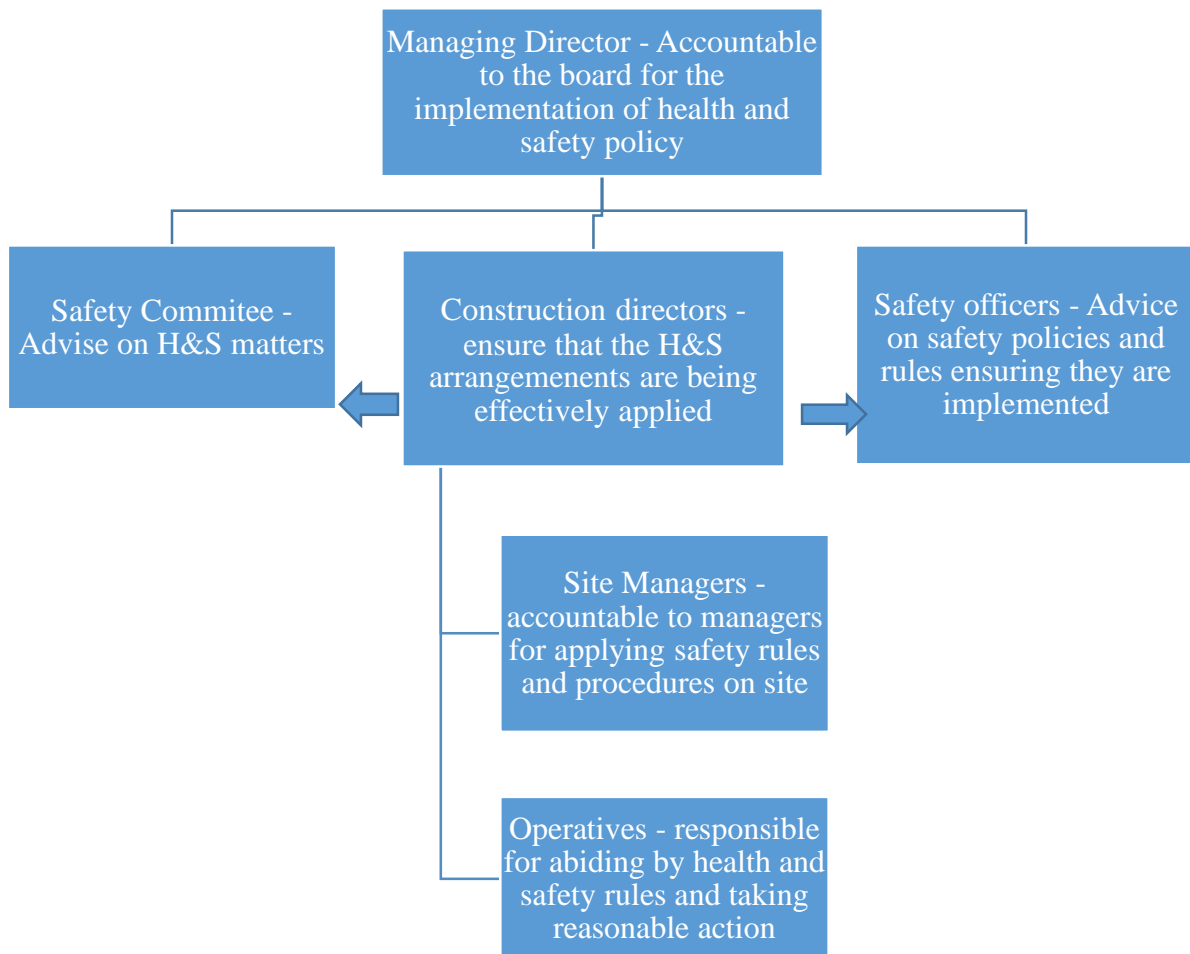 Managing Director - Accountable
to the board for the
implementation of health and
safety policy
Safety Commitee -
Advise on H&S matters
Construction directors -
ensure that the H&S
arrangemenents are being
effectively applied
Safety officers - Advice
on safety policies and
rules ensuring they are
implemented
Site Managers -
accountable to managers
for applying safety rules
and procedures on site
Operatives - responsible
for abiding by health and
safety rules and taking
reasonable action